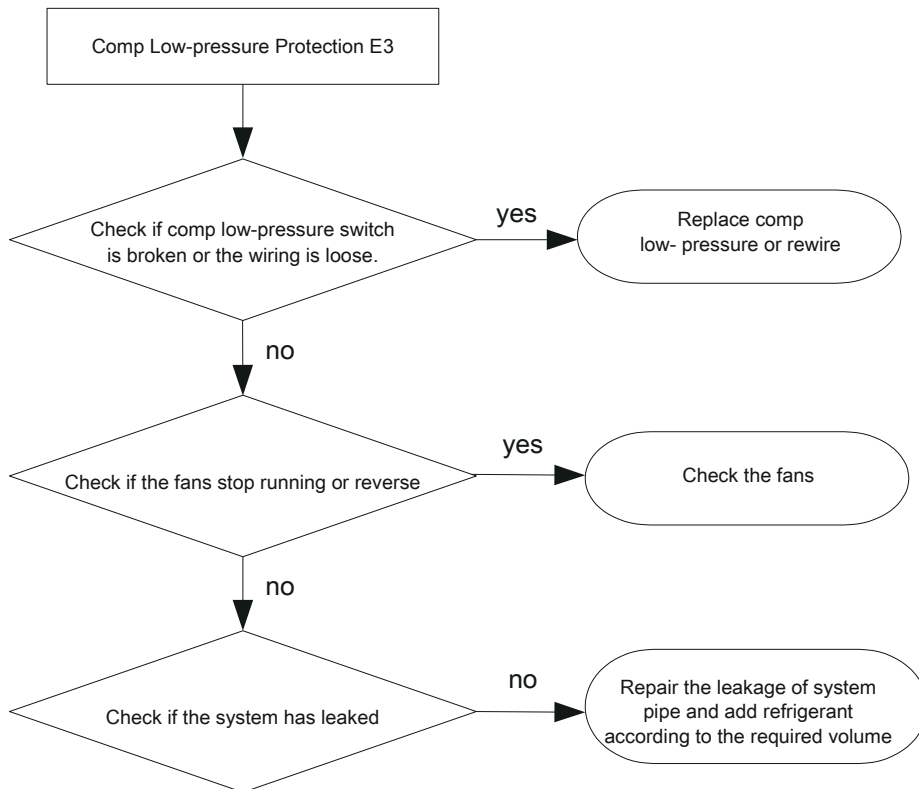 Comp Low-pressure Protection E3
Check if comp low-pressure switch
is broken or the wiring is loose.
yes
Replace comp
low- pressure or rewire
no
Check if the fans stop running or reverse
yes
Check the fans
no
Check if the system has leaked
no
Repair the leakage of system
pipe and add refrigerant
according to the required volume